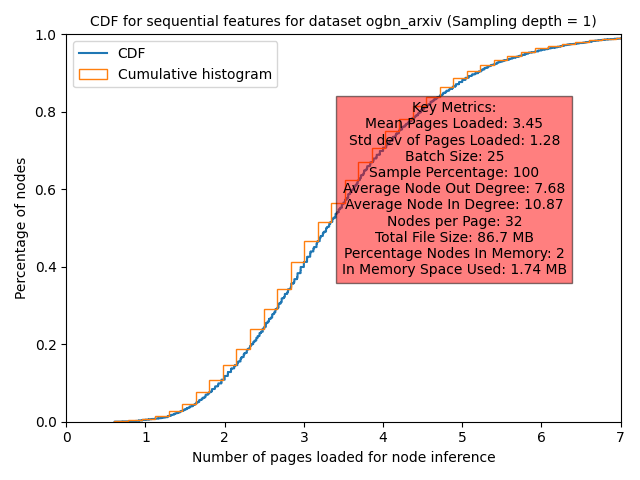 CDF for sequential features for dataset ogbn_arxiv (Sampling depth = 1)
1.0
0.8
0.6
0.4
0.2
0.0
Percentage of nodes
CDF
Cumulative histogram
Key Metrics:
Mean Pages Loaded: 3.45
Std dev of Pages Loaded: 1.28
Batch Size: 25
Sample Percentage: 100
Average Node Out Degree: 7.68
Average Node In Degree: 10.87
Nodes per Page: 32
Total File Size: 86.7 MB
Percentage Nodes In Memory: 2
In Memory Space Used: 1.74 MB
0 1 2 3 4 5 6 7
Number of pages loaded for node inference